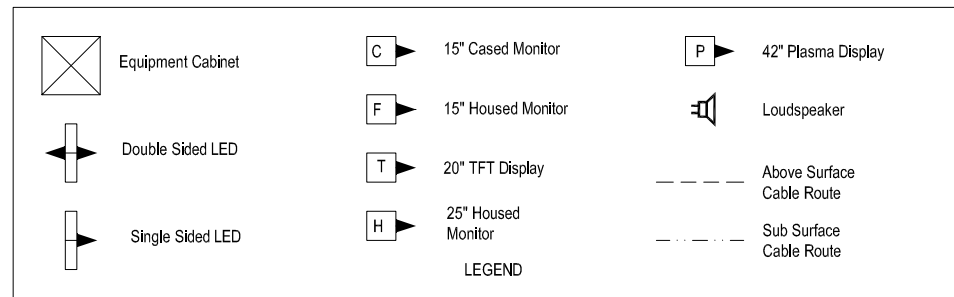 Equipment Cabinet
Double Sided LED
Single Sided LED
C
15" Cased Monitor
F
15" Housed Monitor
T
20" TFT Display
H
25" Housed
Monitor
P
42" Plasma Display
Loudspeaker
Above Surface
Cable Route
Sub Surface
Cable Route
LEGEND